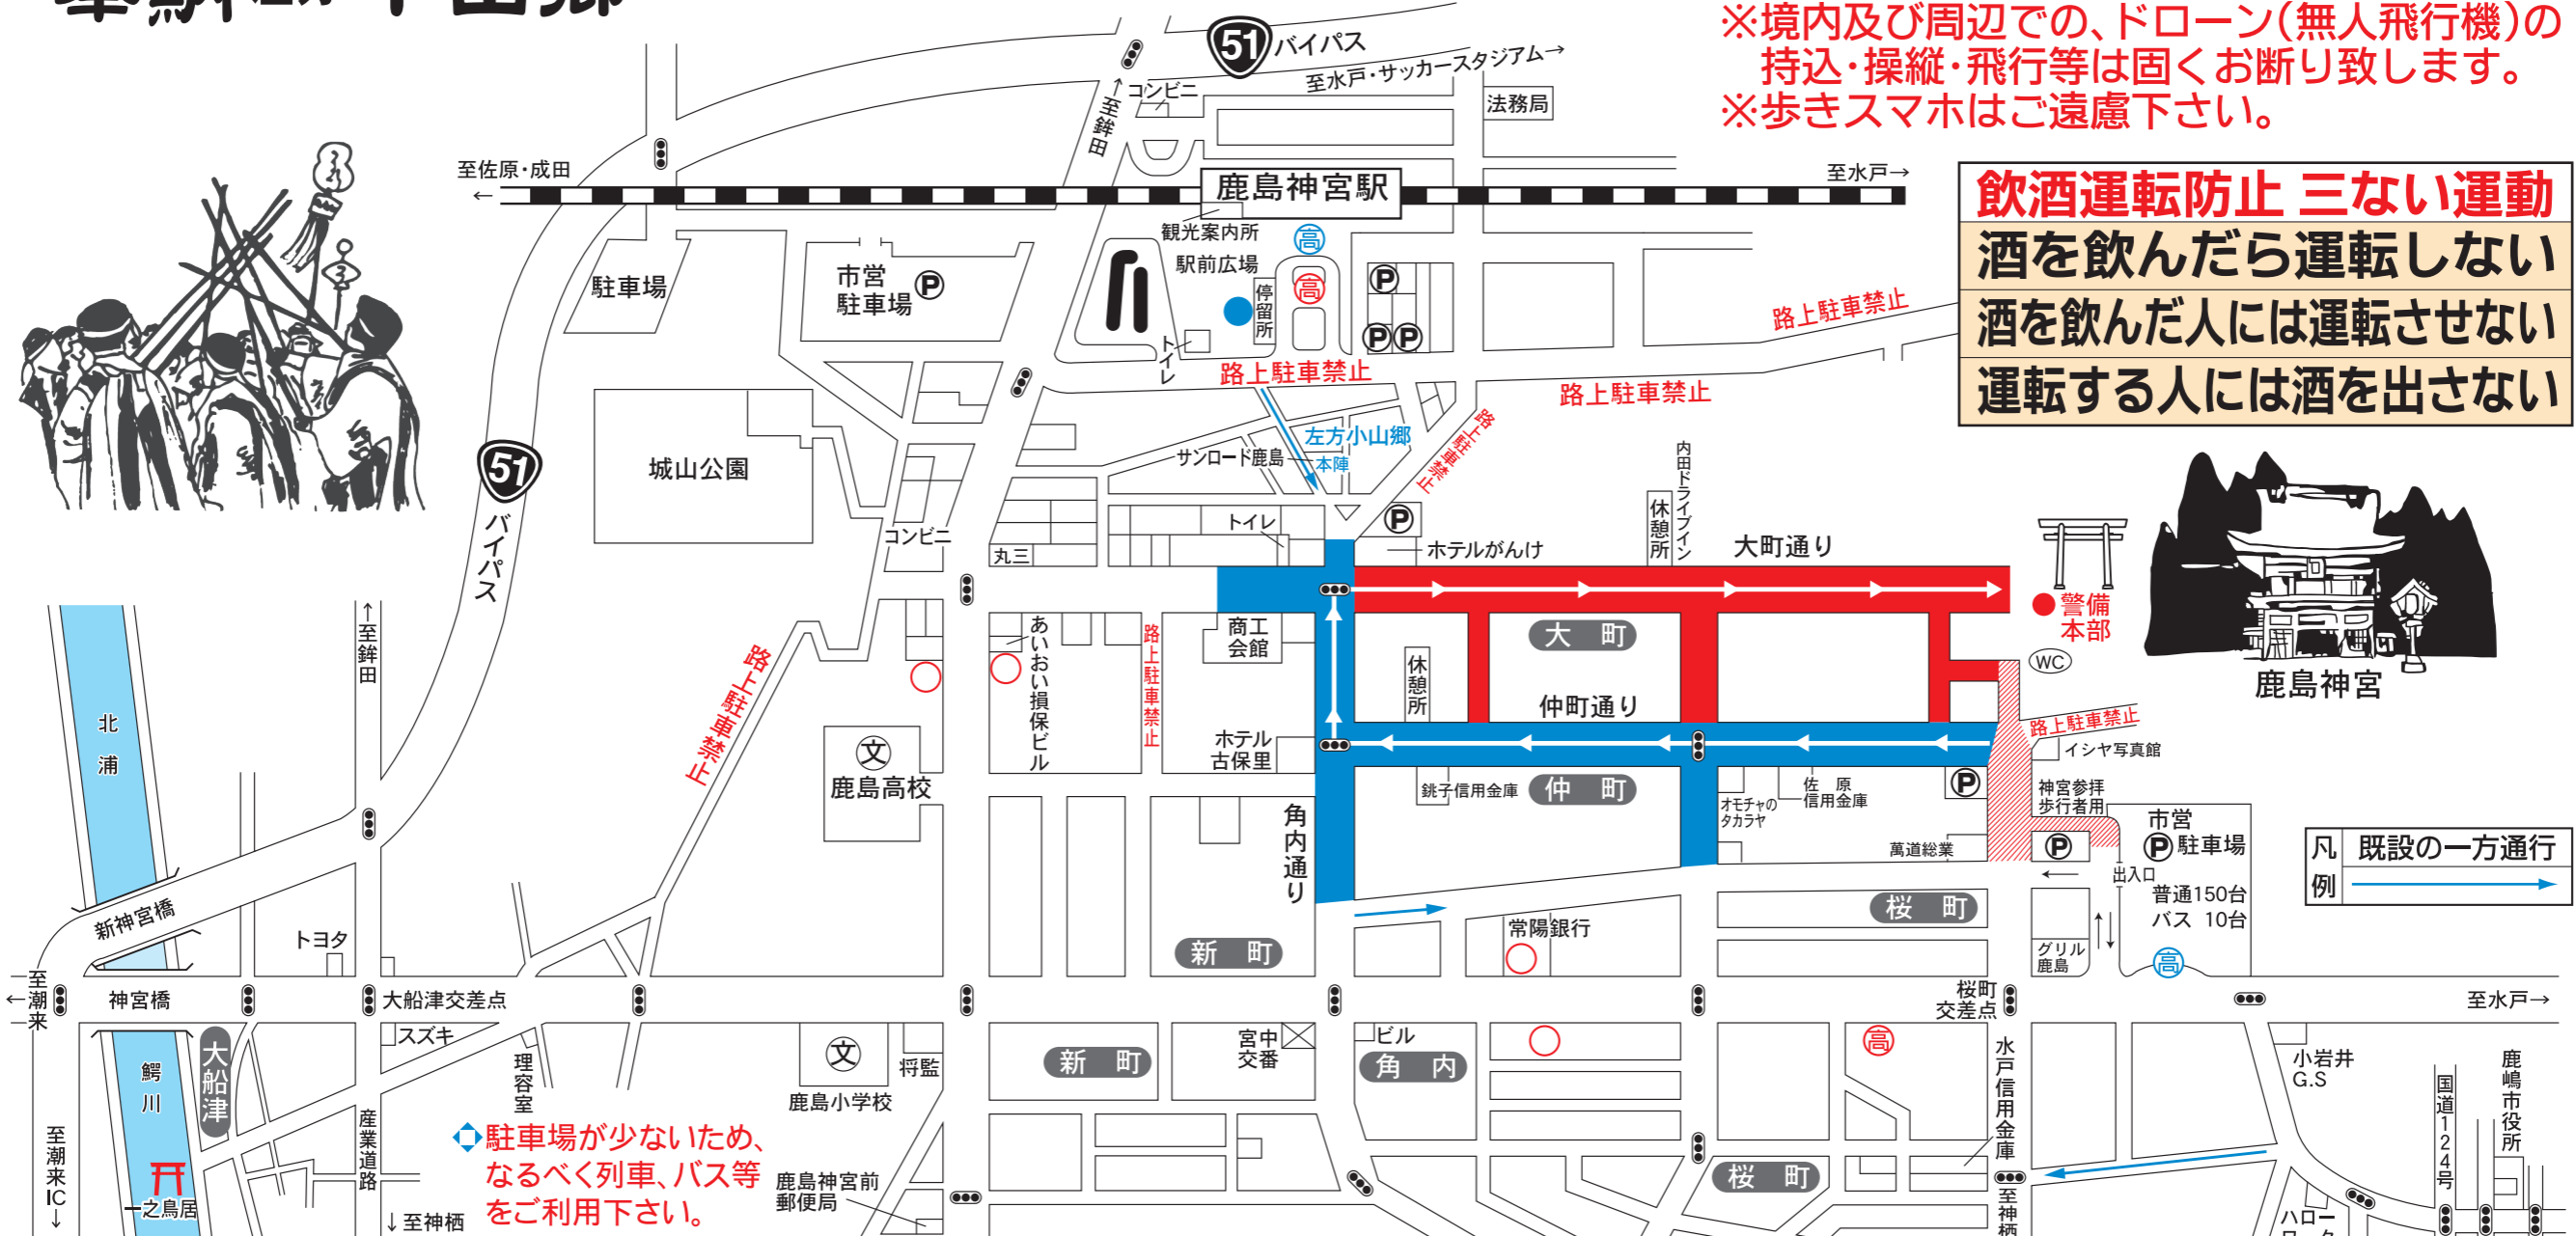 ※境内及び周辺での、ドローン(無人飛行機)の
持込・操縦・飛行等は固くお断り致します。
※歩きスマホはご遠慮下さい。
51
バイパス
至水戸・サッカースタジアム→
コンビニ
←至鉾田
法務局
至佐原・成田
←
鹿島神宮駅
至水戸→
飲酒運転防止 三ない運動
酒を飲んだら運転しない
酒を飲んだ人には運転させない
運転する人には酒を出さない
観光案内所
駅前広場
高
高
停留所
トイレ
駐車場
市営
駐車場
P
P
P
P
路上駐車禁止
路上駐車禁止
路上駐車禁止
路上駐車禁止
左方小山郷
本陣
サンロード鹿島
城山公園
51
バイパス
コンビニ
丸三
トイレ
P
ホテルがんけ
休憩所
内田ドライブイン
大町通り
警備
本部
WC
鹿島神宮
←至鉾田
北浦
路上駐車禁止
あいおい損保ビル
路上駐車禁止
商工
会館
休憩所
大 町
仲町通り
ホテル
古保里
文
鹿島高校
角内通り
銚子信用金庫
仲 町
オモチャの
タカラヤ
佐 原
信用金庫
P
萬道総業
路上駐車禁止
イシヤ写真館
神宮参拝
歩行者用
市営
P 駐車場
P
←
出入口
普通150台
バス 10台
凡例
既設の一方通行
新神宮橋
トヨタ
新 町
常陽銀行
桜 町
グリル
鹿島
高
←至潮来
神宮橋
大船津交差点
桜町
交差点
至水戸→
スズキ
大船津
鰐川
理容室
文
鹿島小学校
将監
新 町
宮中
交番
ビル
角 内
高
水戸信用金庫
小岩井
G.S
国道124号
鹿嶋市役所
至潮来IC→
一之鳥居
産業道路
↓至神栖
駐車場が少ないため、
なるべく列車、バス等
をご利用下さい。
鹿島神宮前
郵便局
桜 町
至神栖
ハロー